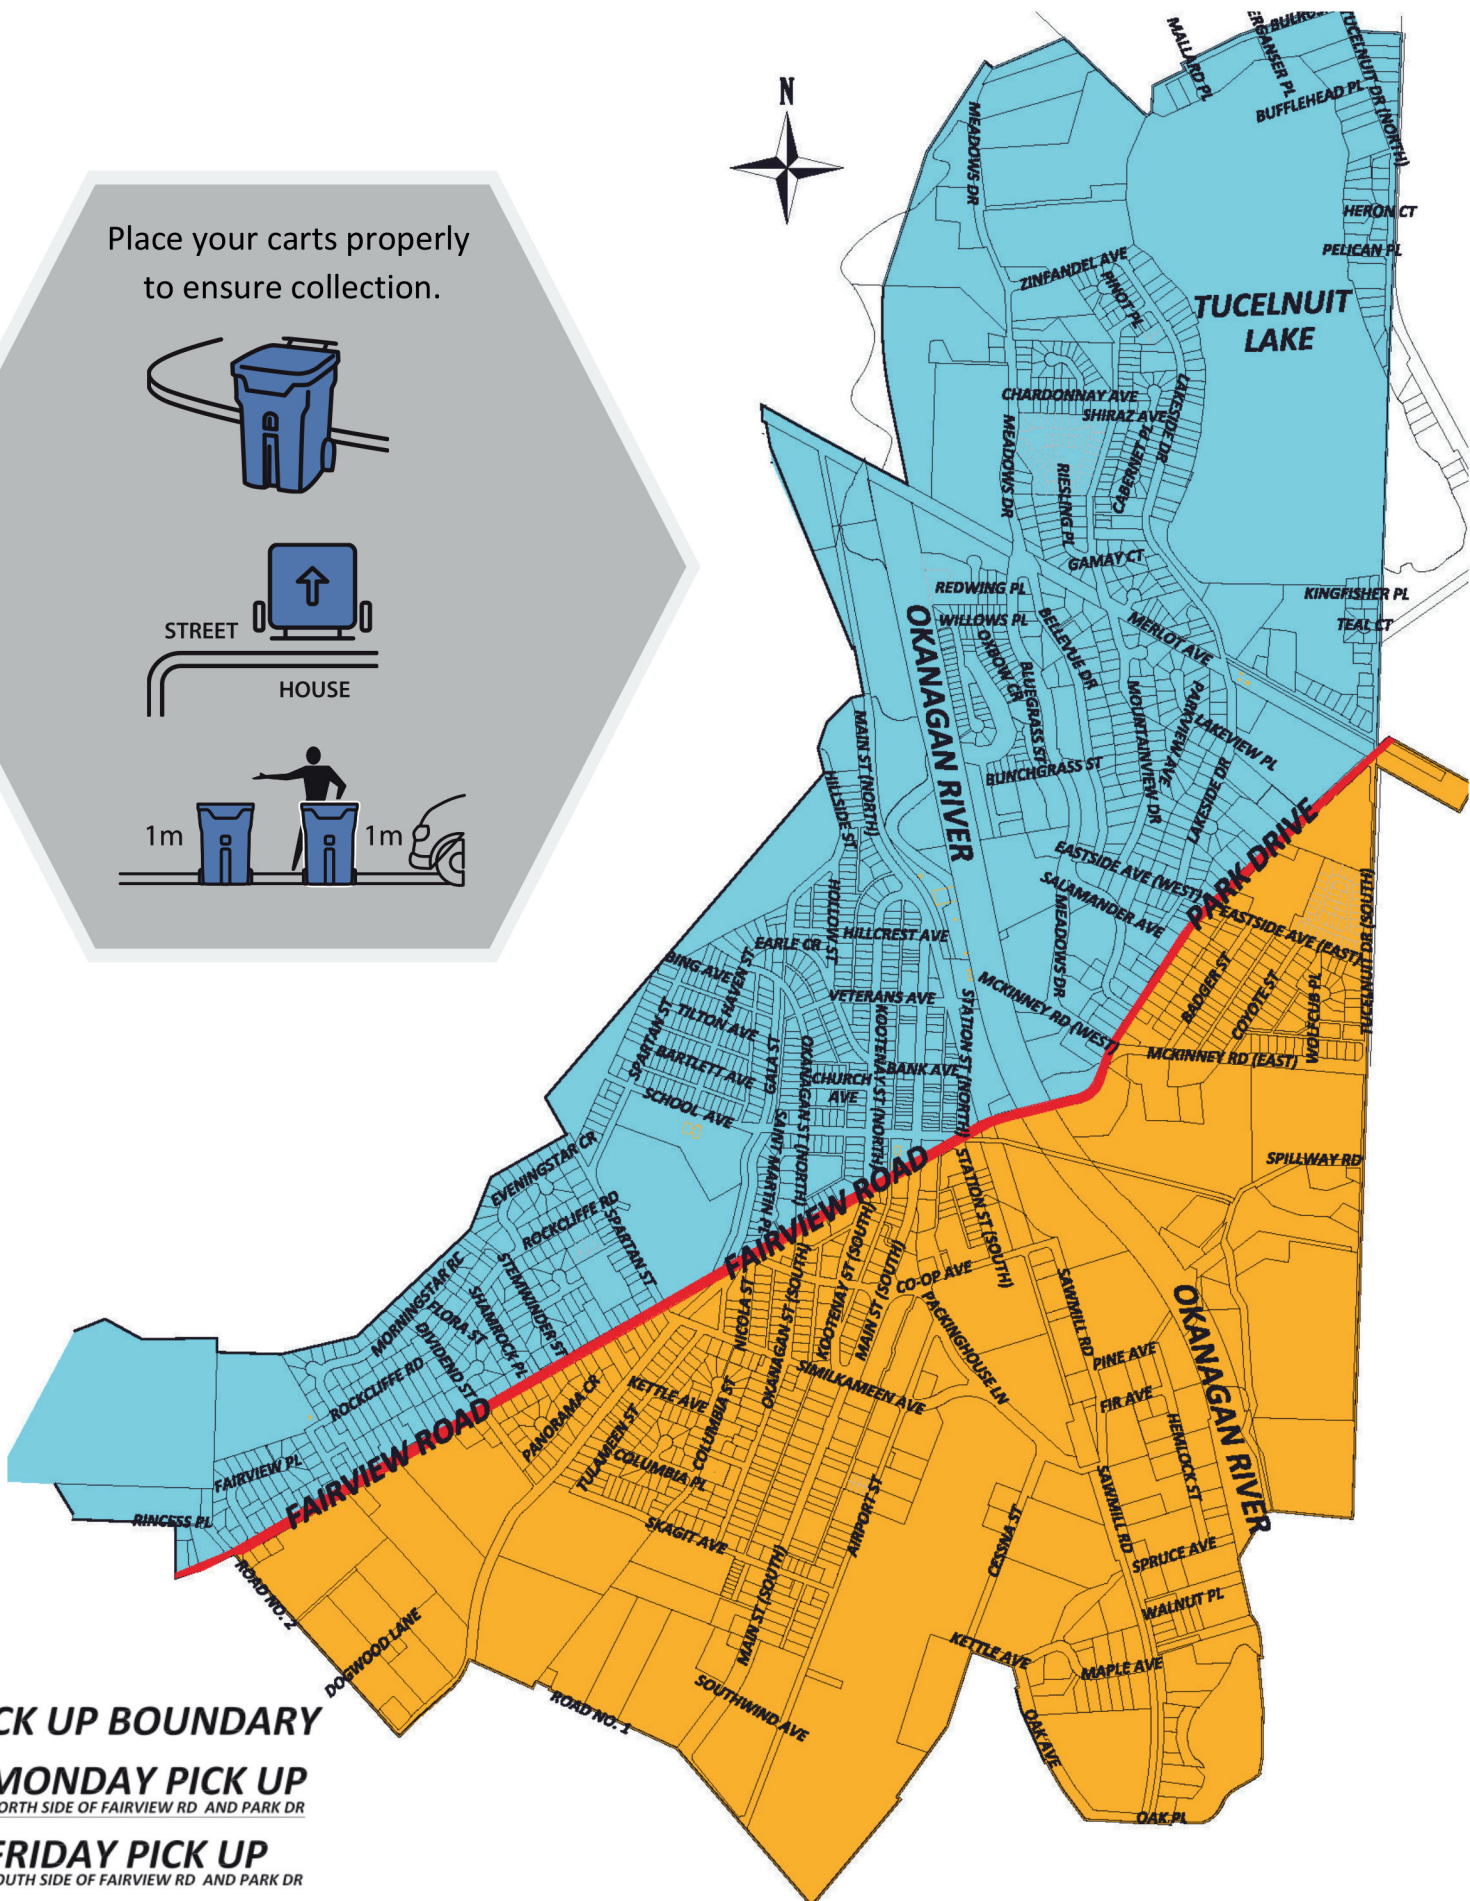 N
Place your carts properly
to ensure collection.
STREET
HOUSE
1m
1m
MALLARD PL
BUFFLEHEAD PL
TUCELNUIT DR (NORTH)
MEADOWS DR
HERON CT
PELICAN PL
ZINFANDEL AVE
PINOT PL
TUCELNUIT
LAKE
CHARDONNAY AVE
SHIRAZ AVE
LAKESIDE DR
MEADOWS DR
CABERNET PL
RIESLING PL
GAMAY CT
REDWING PL
KINGFISHER PL
WILLOWS PL
TEAL CT
OKANAGAN RIVER
OXBOW CR
BELLEVUE DR
MERLOT AVE
BLUEGRASS ST
MOUNTAINVIEW DR
PARKVIEW AVE
LAKEVIEW PL
MAIN ST (NORTH)
BUNCHGRASS ST
HILLSIDE ST
LAKESIDE DR
PARK DRIVE
EASTSIDE AVE (WEST)
SALAMANDER AVE
EASTSIDE AVE (EAST)
TUCELNUIT DR (SOUTH)
HOLLOW ST
HILLCREST AVE
MEADOWS DR
EARLE CR
BING AVE
HAVEN ST
BADGER ST
COYOTE ST
WOLFCUB PL
VETERANS AVE
STATION ST (NORTH)
MCKINNEY RD (WEST)
MCKINNEY RD (EAST)
SPARTAN ST
TILTON AVE
BARTLETT AVE
GALA ST
OKANAGAN ST (NORTH)
KOOTENAY ST (NORTH)
CHURCH
AVE
BANK AVE
SCHOOL AVE
SAINT MARTIN PL
EVENINGSTAR CR
SPILLWAY RD
FAIRVIEW ROAD
STATION ST (SOUTH)
ROCKCLIFFE RD
SPARTAN ST
STEMWINDER ST
MORNINGSTAR RC
FLORA ST
SHAMROCK PL
DIVIDEND ST
NICOLA ST
OKANAGAN ST (SOUTH)
KOOTENAY ST (SOUTH)
MAIN ST (SOUTH)
CO-OP AVE
PACKINGHOUSE LN
SAWMILL RD
OKANAGAN RIVER
PINE AVE
SIMILKAMEEN AVE
FIR AVE
ROCKCLIFFE RD
PANORAMA CR
KETTLE AVE
COLUMBIA ST
TULAMEEN ST
COLUMBIA PL
HEMLOCK ST
FAIRVIEW ROAD
FAIRVIEW PL
RINCESS PL
AIRPORT ST
SAWMILL RD
CESSNA ST
SKAGIT AVE
SPRUCE AVE
ROAD NO. 2
MAIN ST (SOUTH)
WALNUT PL
DOGWOOD LANE
KETTLE AVE
MAPLE AVE
SOUTHWIND AVE
ROAD NO. 1
OAK AVE
OAK PL
CK UP BOUNDARY
MONDAY PICK UP
ORTH SIDE OF FAIRVIEW RD AND PARK DR
FRIDAY PICK UP
OUTH SIDE OF FAIRVIEW RD AND PARK DR